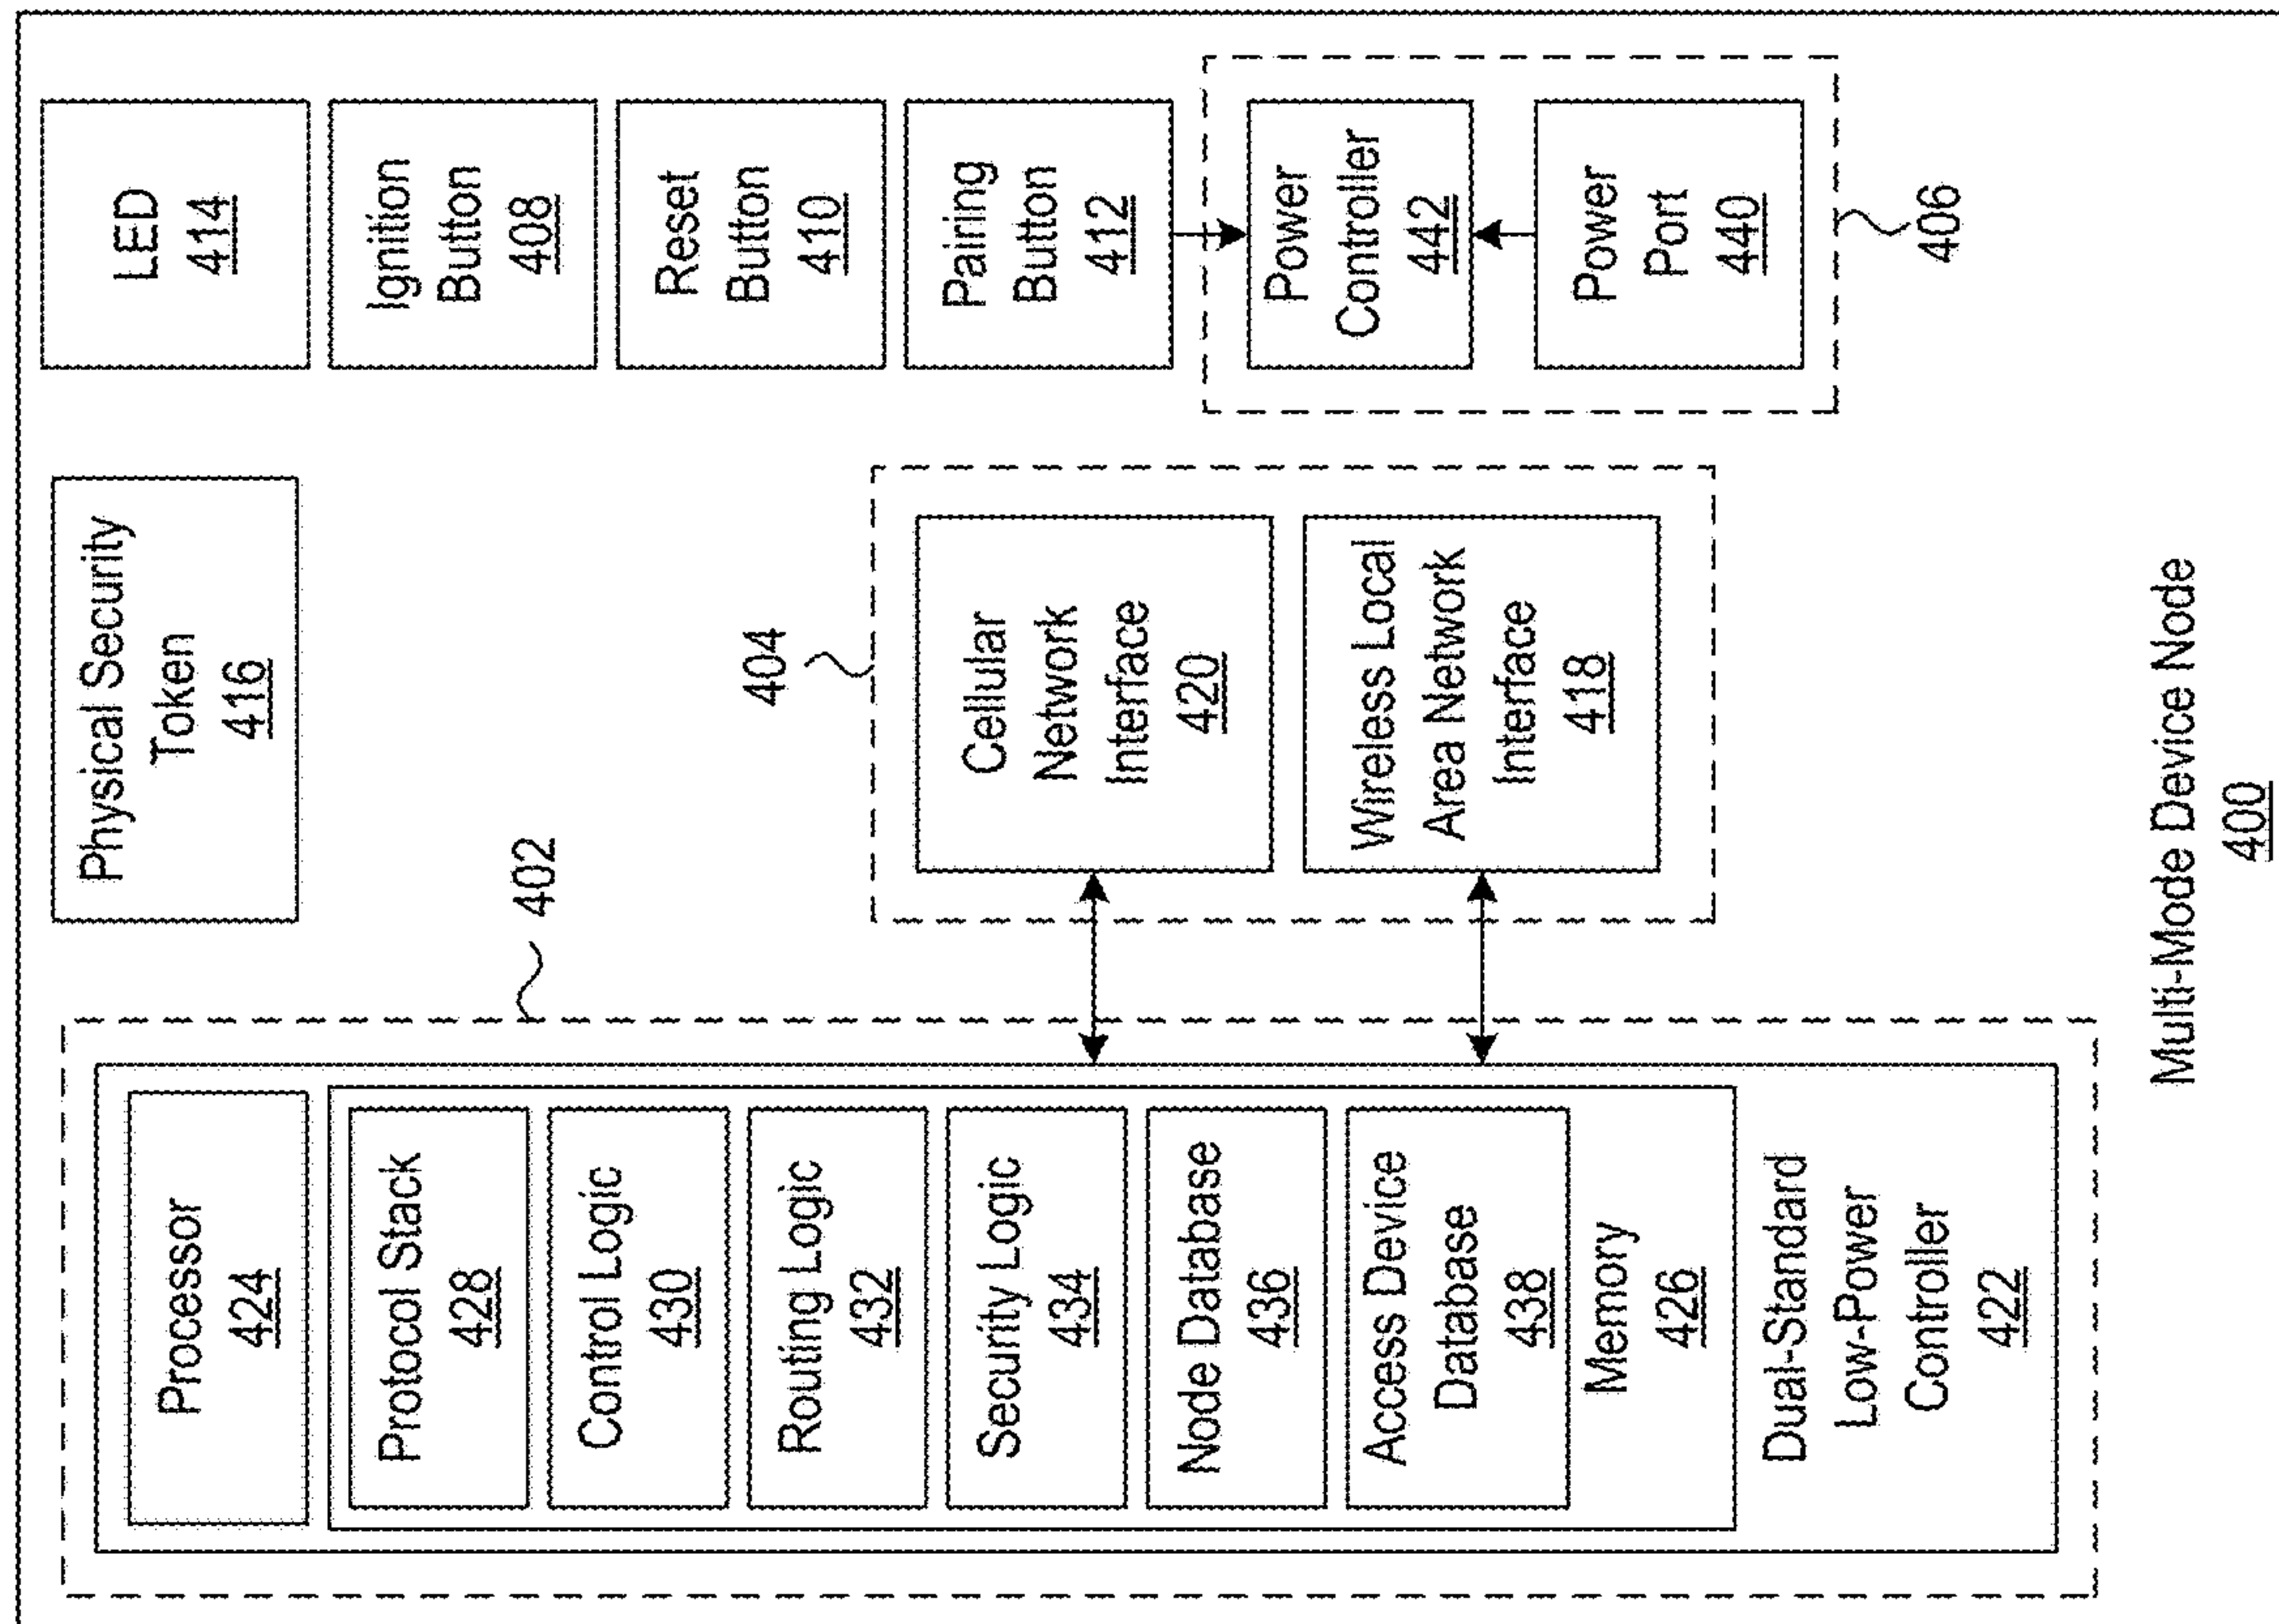 Processor
424
Protocol Stack
428
Control Logic
430
Routing Logic
432
Security Logic
434
Node Database
436
Access Device
Database
438
Memory
426
Dual-Standard
Low-Power
Controller
422
402
Physical Security
Token
416
404
Cellular
Network
Interface
420
Wireless Local
Area Network
Interface
418
LED
414
Ignition
Button
408
Reset
Button
410
Pairing
Button
412
Power
Controller
442
Power
Port
440
406
Multi-Mode Device Node
400